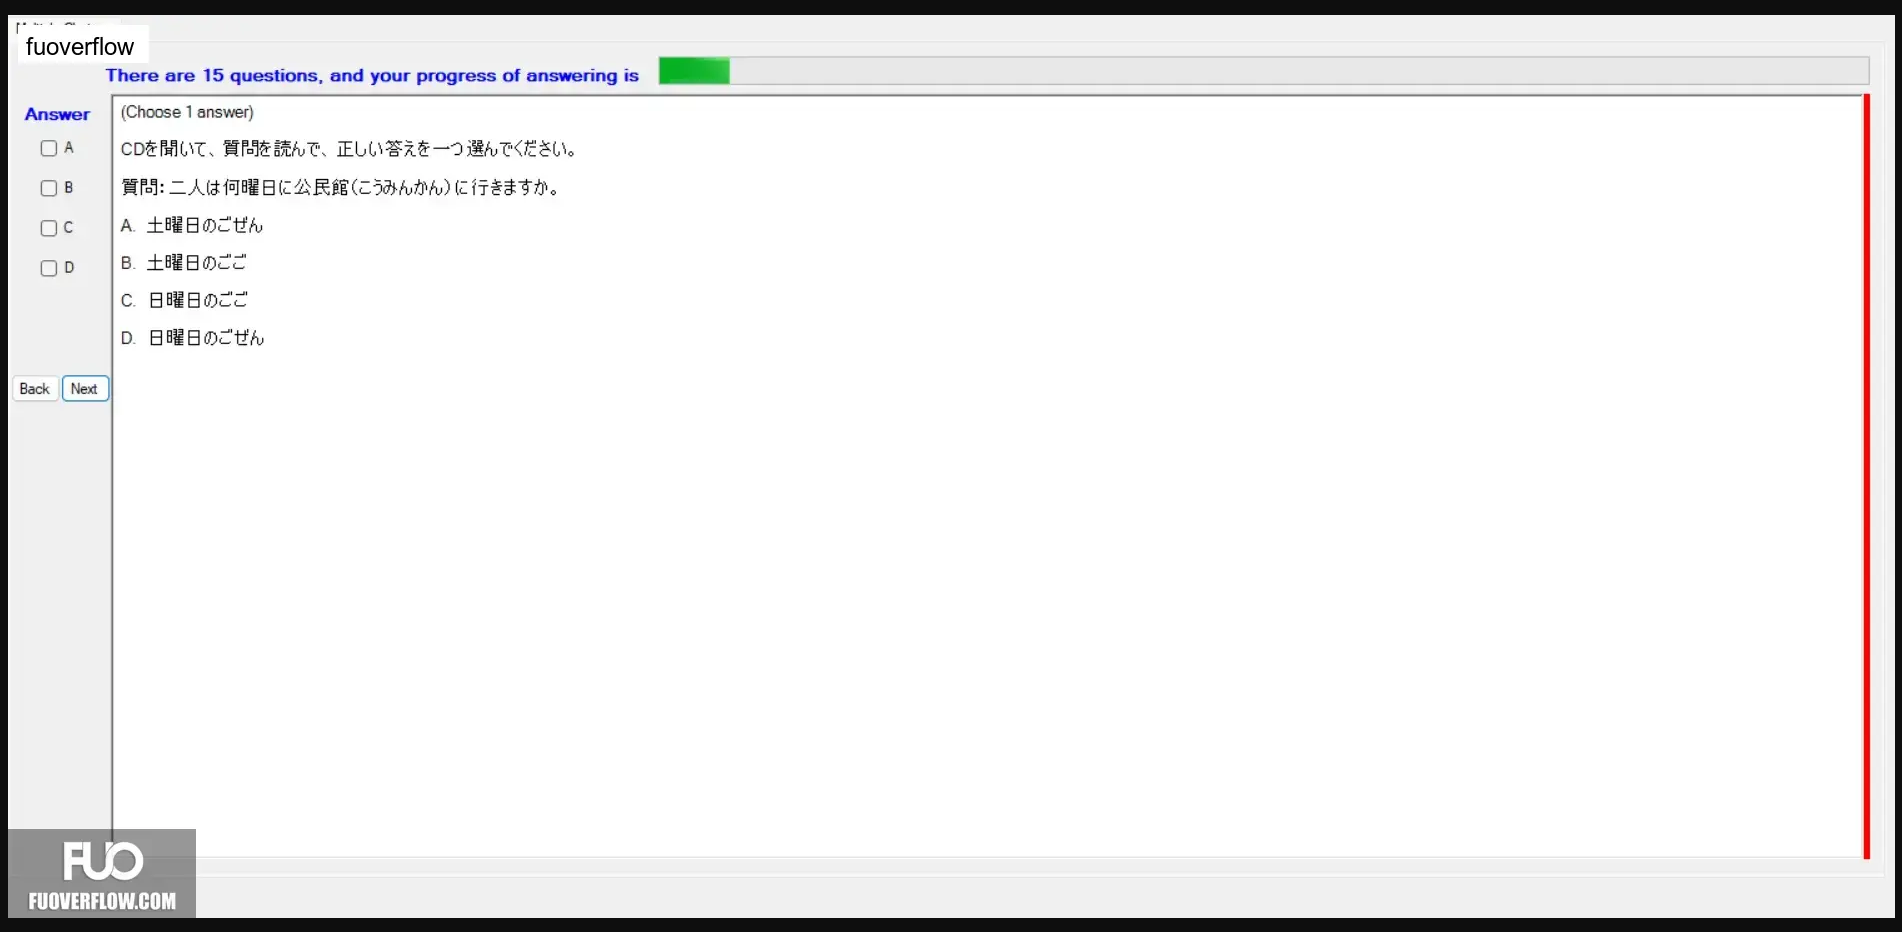 fuoverflow
There are 15 questions, and your progress of answering is
Answer
(Choose 1 answer)
A
CDを聞いて、質問を読んで、正しい答えを一つ選んでください。
B
質問: 二人は何曜日に公民館(こうみんかん)に行きますか。
C
A. 土曜日のごぜん
D
B. 土曜日のごご
C. 日曜日のごご
D. 日曜日のごぜん
Back Next
FUO
FUOVERFLOW.COM